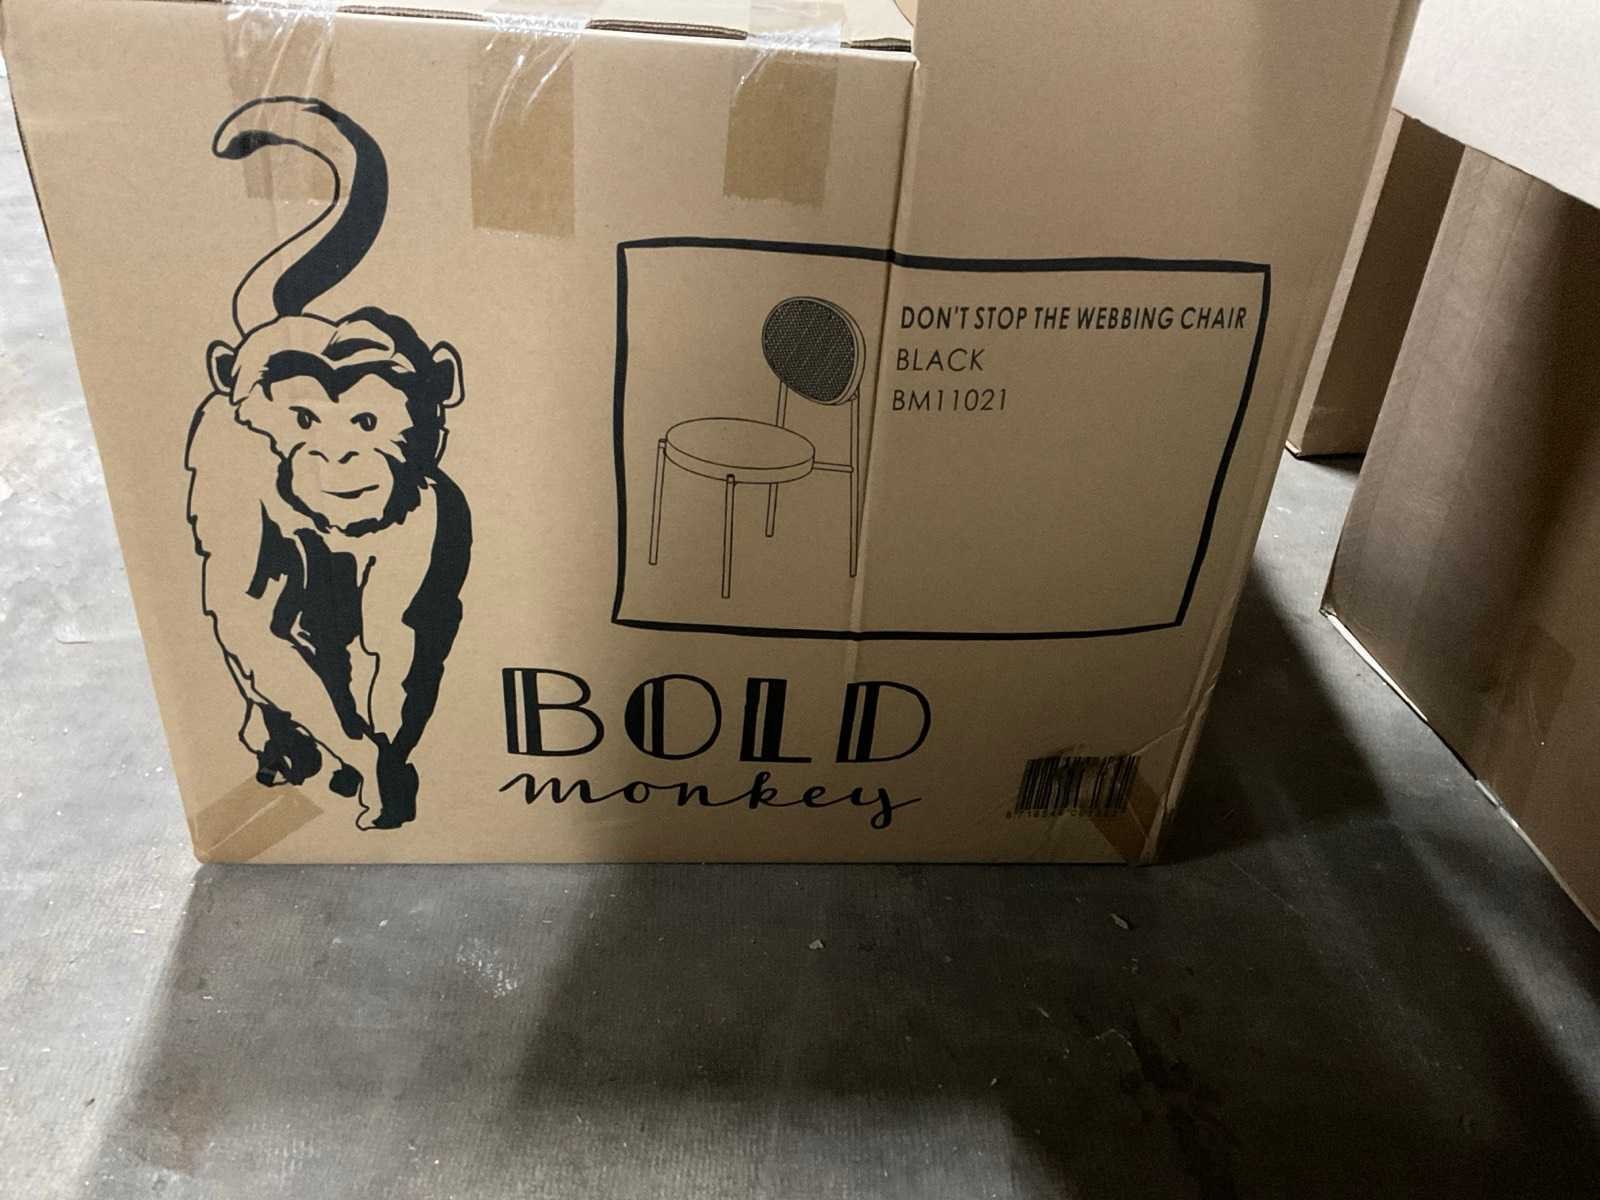 DON'T STOP THE WEBBING CHAIR
BLACK
BM11021
BOLD
monkey